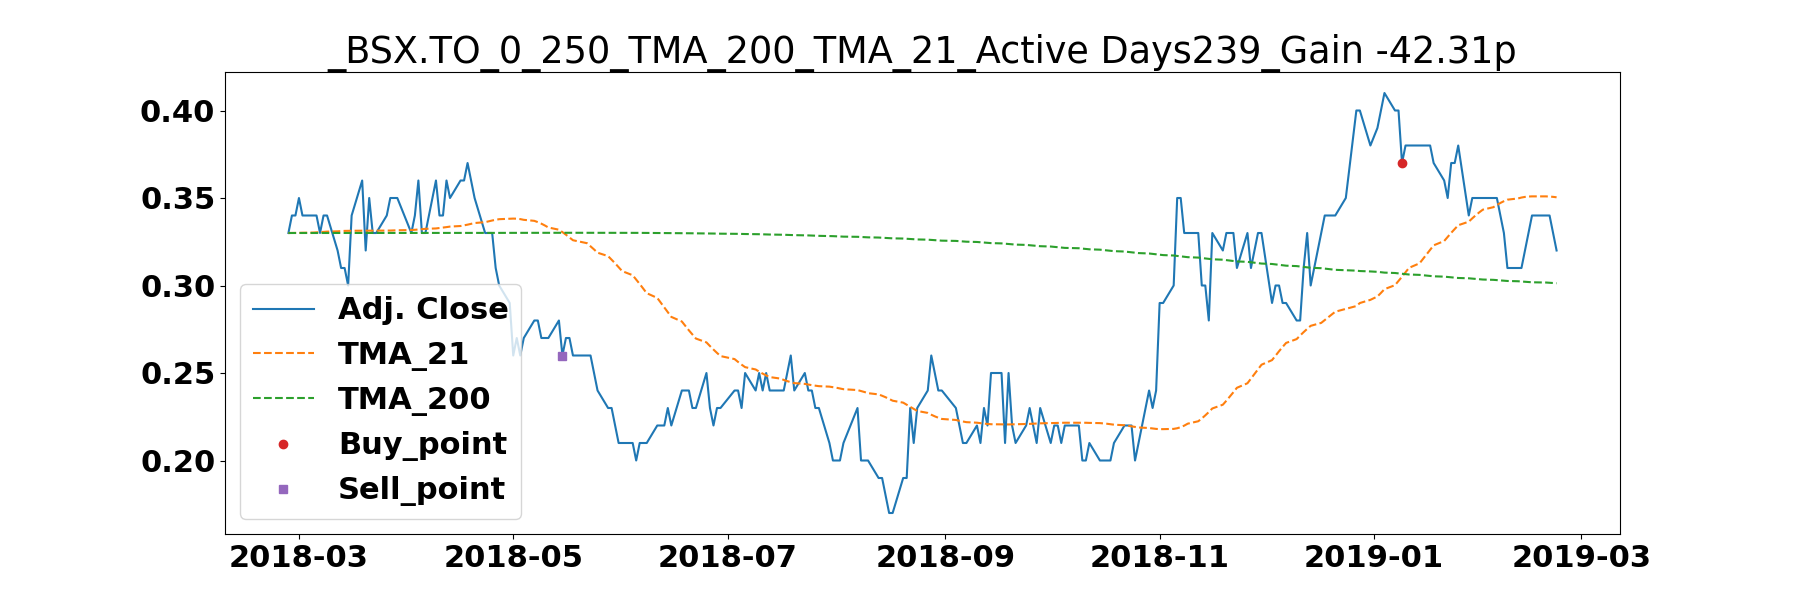 _BSX.TO_0_250_TMA_200_TMA_21_Active Days239_Gain -42.31p
0.40
0.35
0.30
0.25
0.20
Adj. Close
TMA_21
TMA_200
Buy_point
Sell_point
2018-03 2018-05 2018-07 2018-09 2018-11 2019-01 2019-03